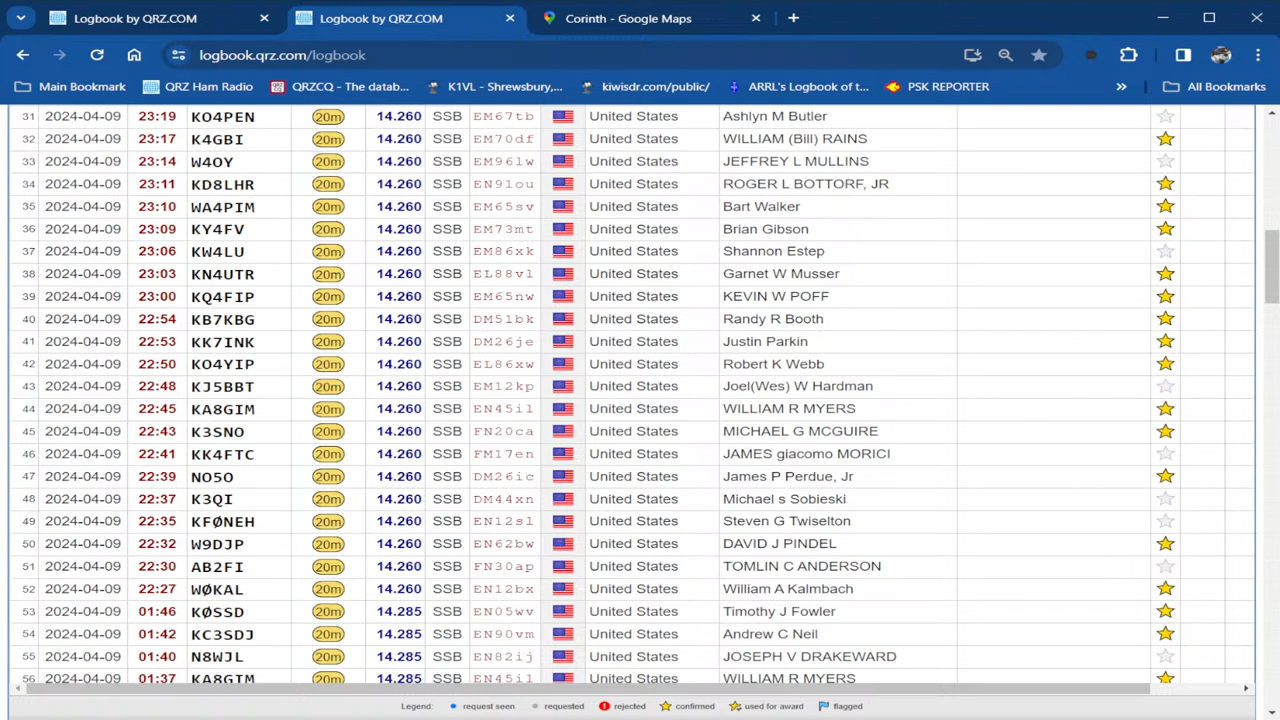 Logbook by QRZ.COM
Logbook by QRZ.COM
Corinth - Google Maps
logbook.qrz.com/logbook
Main Bookmark
QRZ Ham Radio
QRZCQ - The datab...
K1VL - Shrewsbury,...
kiwisdr.com/public/
ARRL's Logbook of t...
PSK REPORTER
»
All Bookmarks
31 2024-04-09 23:19 KO4PEN 20m 14.260 SSB EM67tb United States Ashlyn M Butler
32 2024-04-09 23:17 K4GBI 20m 14.260 SSB EM70df United States WILLIAM (Bill) RAINS
33 2024-04-09 23:14 W4OY 20m 14.260 SSB EM96lw United States JEFFREY L MULLINS
34 2024-04-09 23:11 KD8LHR 20m 14.260 SSB EN91ou United States ROGER L BOTTORF, JR
35 2024-04-09 23:10 WA4PIM 20m 14.260 SSB EM65sv United States Bart Walker
36 2024-04-09 23:09 KY4FV 20m 14.260 SSB EM73mt United States Brian Gibson
37 2024-04-09 23:06 KW4LU 20m 14.260 SSB EM86xk United States Shannon Estep
38 2024-04-09 23:03 KN4UTR 20m 14.260 SSB EL88vl United States Garnet W Musser
39 2024-04-09 23:00 KQ4FIP 20m 14.260 SSB EM65nw United States KEVIN W POFF
40 2024-04-09 22:54 KB7KBG 20m 14.260 SSB DM51bk United States Randy R Booth
41 2024-04-09 22:53 KK7INK 20m 14.260 SSB DM26je United States Justin Parkin
42 2024-04-09 22:50 KO4YIP 20m 14.260 SSB EL86xw United States Robert K Webb
43 2024-04-09 22:48 KJ5BBT 20m 14.260 SSB EM12kp United States Joel(Wes) W Hardman
44 2024-04-09 22:45 KA8GIM 20m 14.260 SSB EN45il United States WILLIAM R MYERS
45 2024-04-09 22:43 K3SNO 20m 14.260 SSB FN20ca United States MICHAEL G MCGUIRE
46 2024-04-09 22:41 KK4FTC 20m 14.260 SSB FM17en United States JAMES giacomo MORICI
47 2024-04-09 22:39 NO5O 20m 14.260 SSB DM26ic United States James P Perdue, Jr
48 2024-04-09 22:37 K3QI 20m 14.260 SSB DM44xn United States Michael s Sobieski
49 2024-04-09 22:35 KFØNEH 20m 14.260 SSB EN12sl United States Steven G Twiselton
50 2024-04-09 22:32 W9DJP 20m 14.260 SSB EN62bw United States DAVID J PINDEL
51 2024-04-09 22:30 AB2FI 20m 14.260 SSB FN30ap United States TOMLIN C ANDERSON
52 2024-04-09 22:27 WØKAL 20m 14.260 SSB EN12bx United States William A Kalmbach
53 2024-04-09 01:46 KØSSD 20m 14.285 SSB EN05wv United States Timothy J Fowler
54 2024-04-09 01:42 KC3SDJ 20m 14.285 SSB EN90vm United States Andrew C Neil
55 2024-04-09 01:40 N8WJL 20m 14.285 SSB EN82ij United States JOSEPH V DRAKEWARD
56 2024-04-09 01:37 KA8GIM 20m 14.285 SSB EN45il United States WILLIAM R MYERS
Legend: request seen requested rejected confirmed used for award flagged